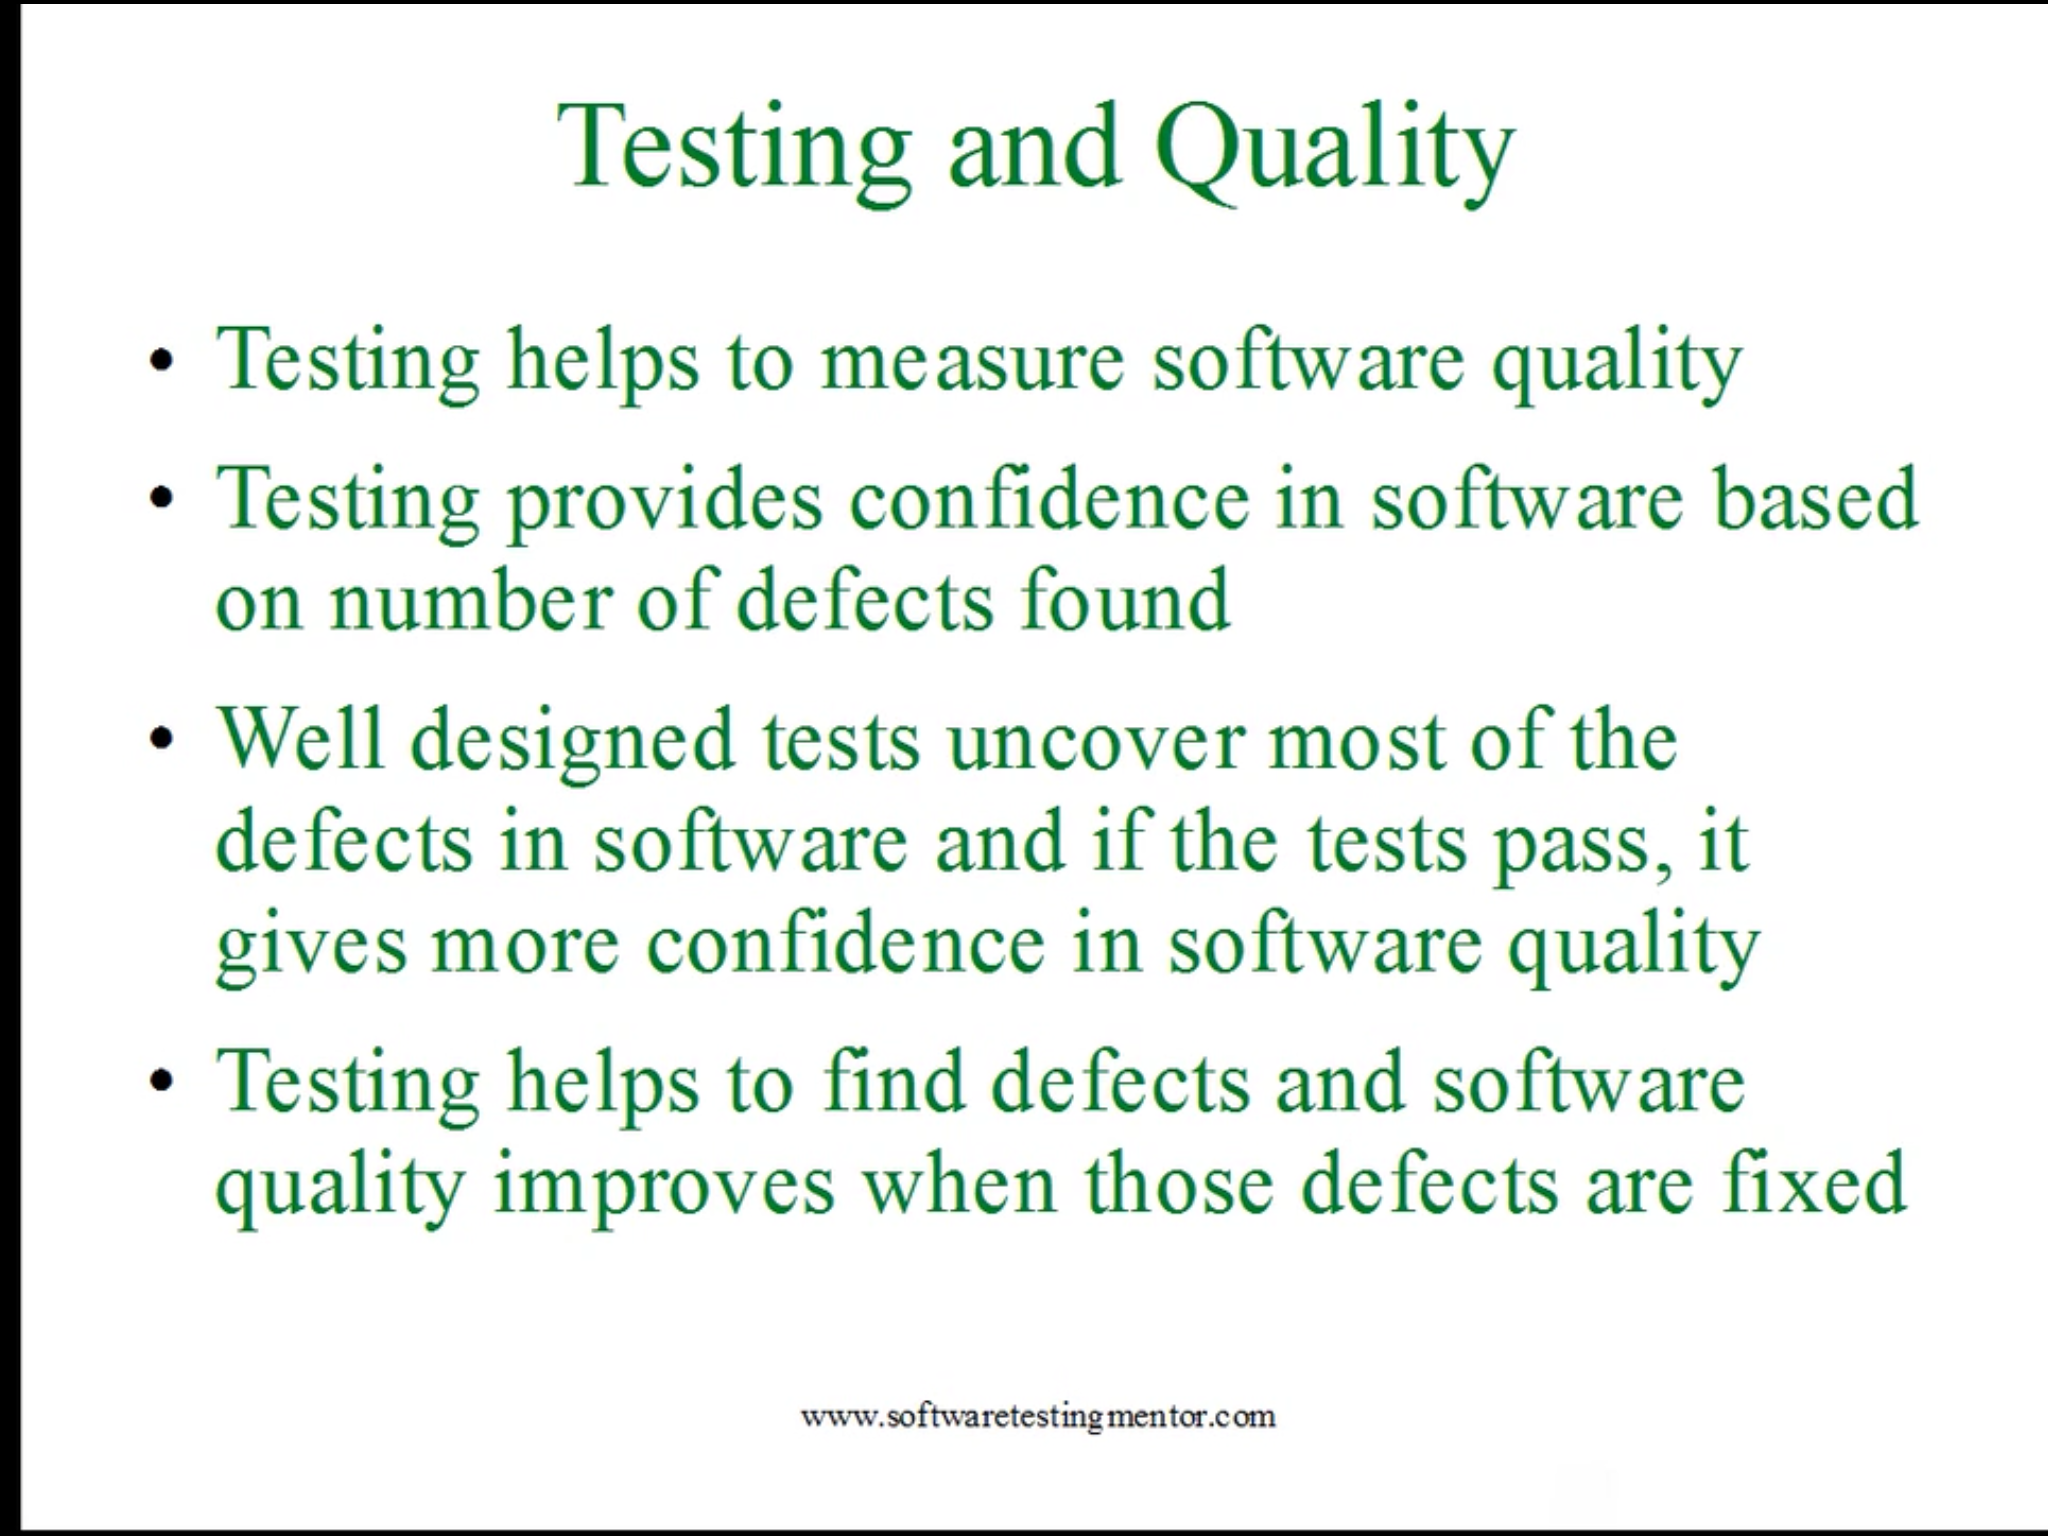 Testing and Quality
• Testing helps to measure software quality
• Testing provides confidence in software based
on number of defects found
• Well designed tests uncover most of the
defects in software and if the tests pass, it
gives more confidence in software quality
• Testing helps to find defects and software
quality improves when those defects are fixed
www.softwaretestingmentor.com